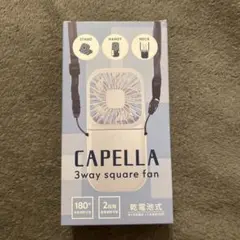 STAND
HANDY
NECK
CAPELLA
3way square fan
180°
2段階
乾電池式